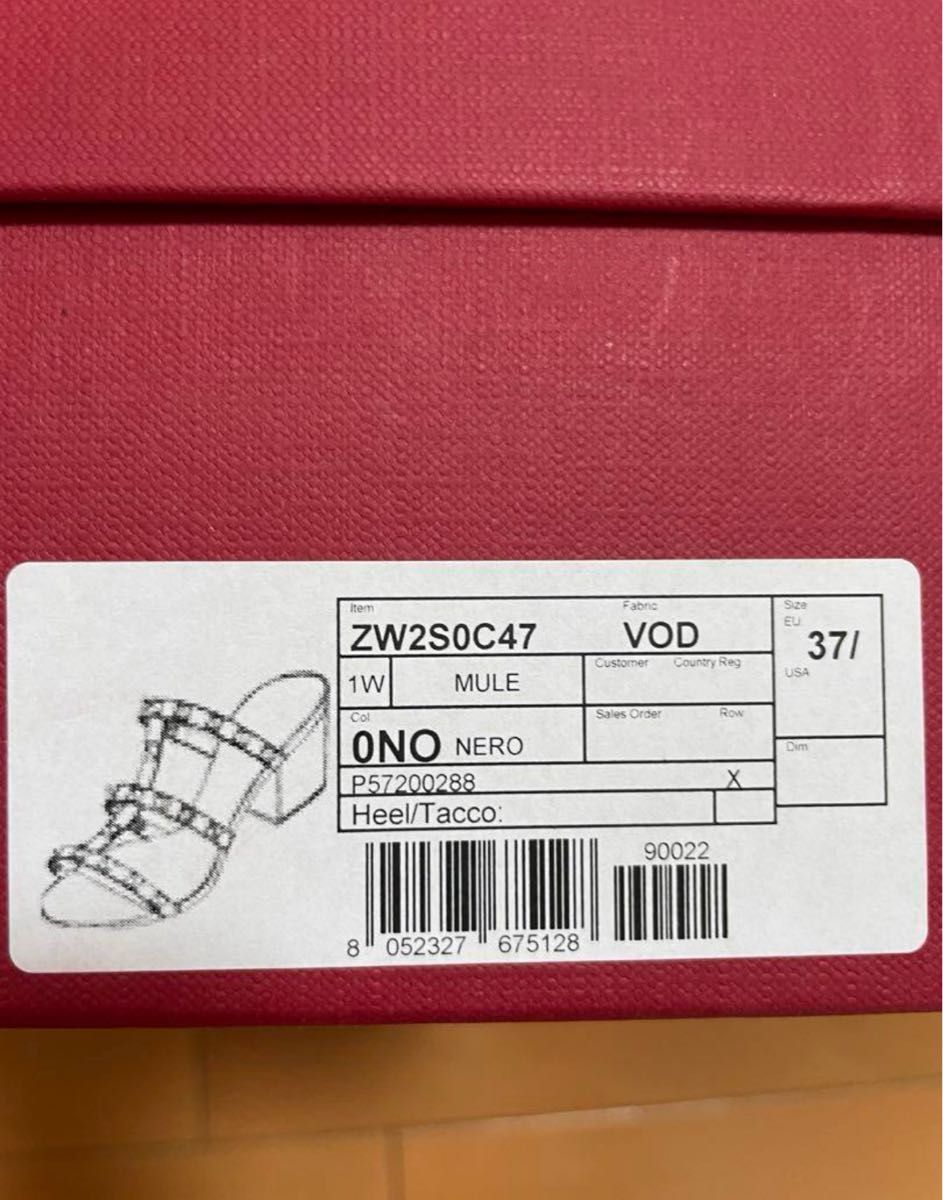 Item Fabric
ZW2S0C47 VOD
1W MULE
Customer Country Reg
Col
0NO NERO
Sales Order Row
P57200288 X
Heel/Tacco:
Size
EU
37/
USA
Dim
90022
8 052327 675128